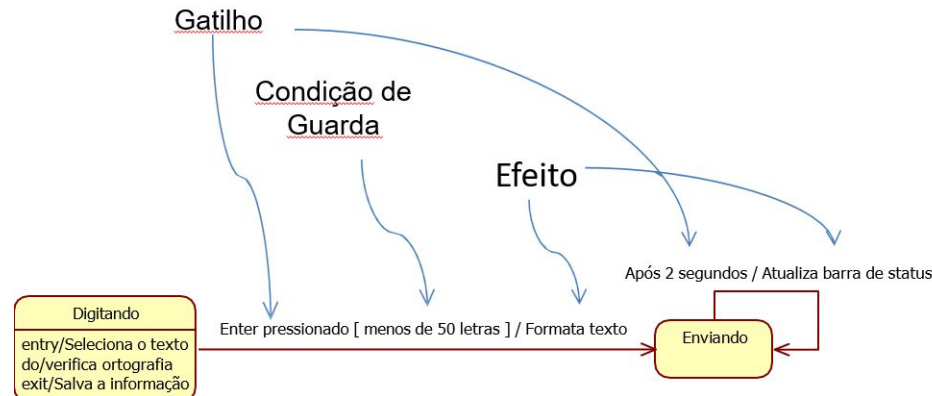 Gatilho
Condição de
Guarda
Efeito
Após 2 segundos / Atualiza barra de status
Digitando
entry/Seleciona o texto
do/verifica ortografia
exit/Salva a informação
Enter pressionado [ menos de 50 letras ] / Formata texto
Enviando